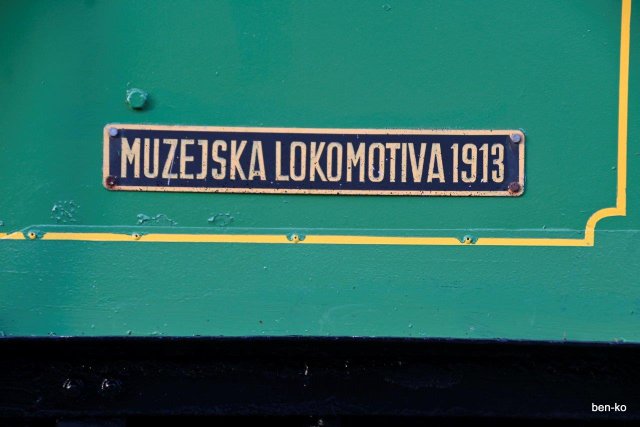 MUZEJSKA LOKOMOTIVA 1913
ben-ko